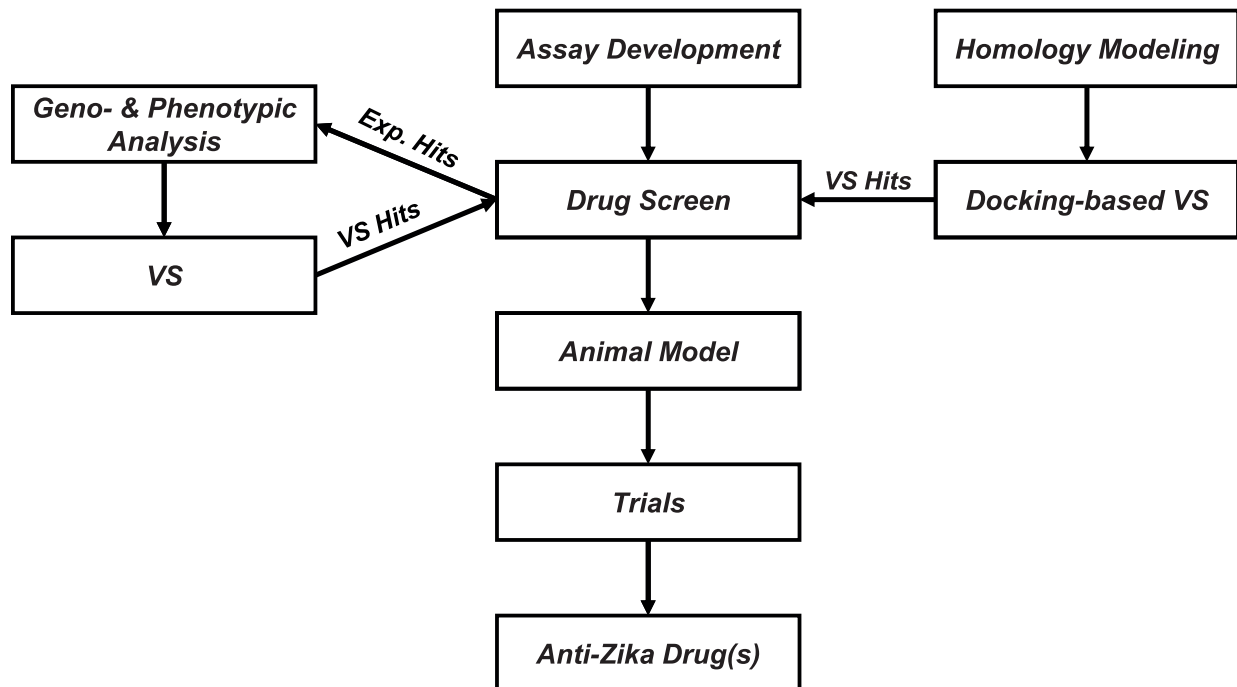 Assay Development
Homology Modeling
Geno- & Phenotypic
Analysis
Exp. Hits
VS Hits
Drug Screen
VS Hits
Docking-based VS
VS
Animal Model
Trials
Anti-Zika Drug(s)